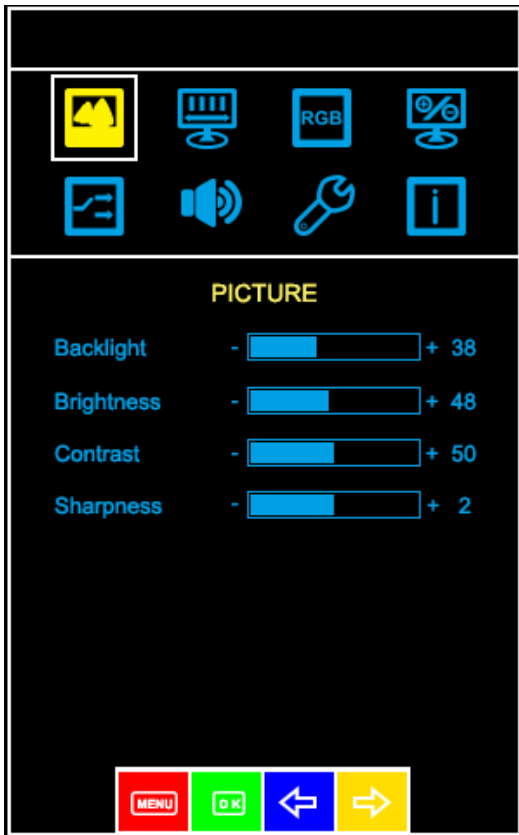 RGB
i
PICTURE
Backlight - + 38
Brightness - + 48
Contrast - + 50
Sharpness - + 2
MENU OK